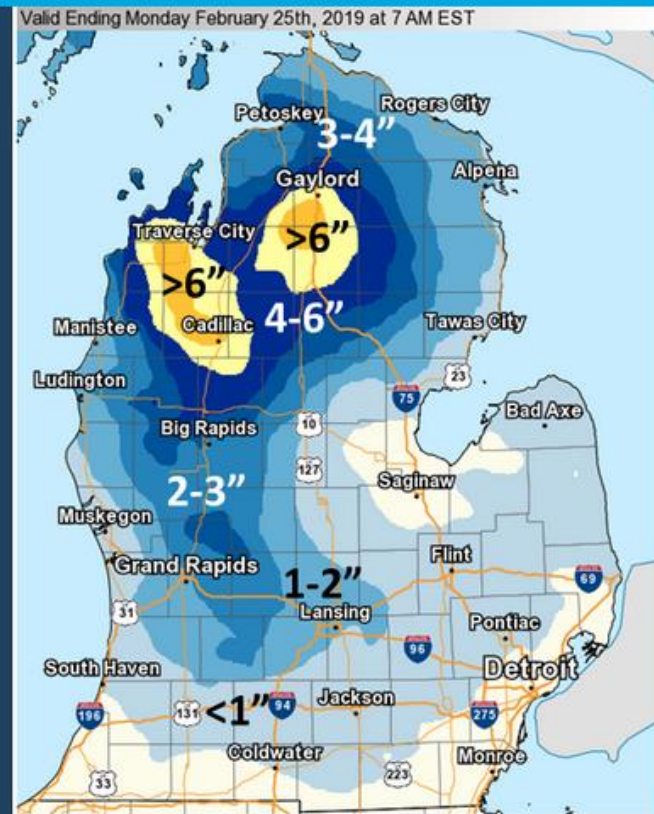 Valid Ending Monday February 25th, 2019 at 7 AM EST
Rogers City
Petoskey
3-4”
Gaylord
Alpena
Traverse City
>6”
>6”
4-6”
Manistee
Cadillac
Tawas City
Ludington
23
75
Bad Axe
Big Rapids
10
127
2-3”
Saginaw
Muskegon
Flint
Grand Rapids
1-2”
69
31
Lansing
Pontiac
96
South Haven
Detroit
196
131
<1”
94
Jackson
275
Coldwater
Monroe
33
223